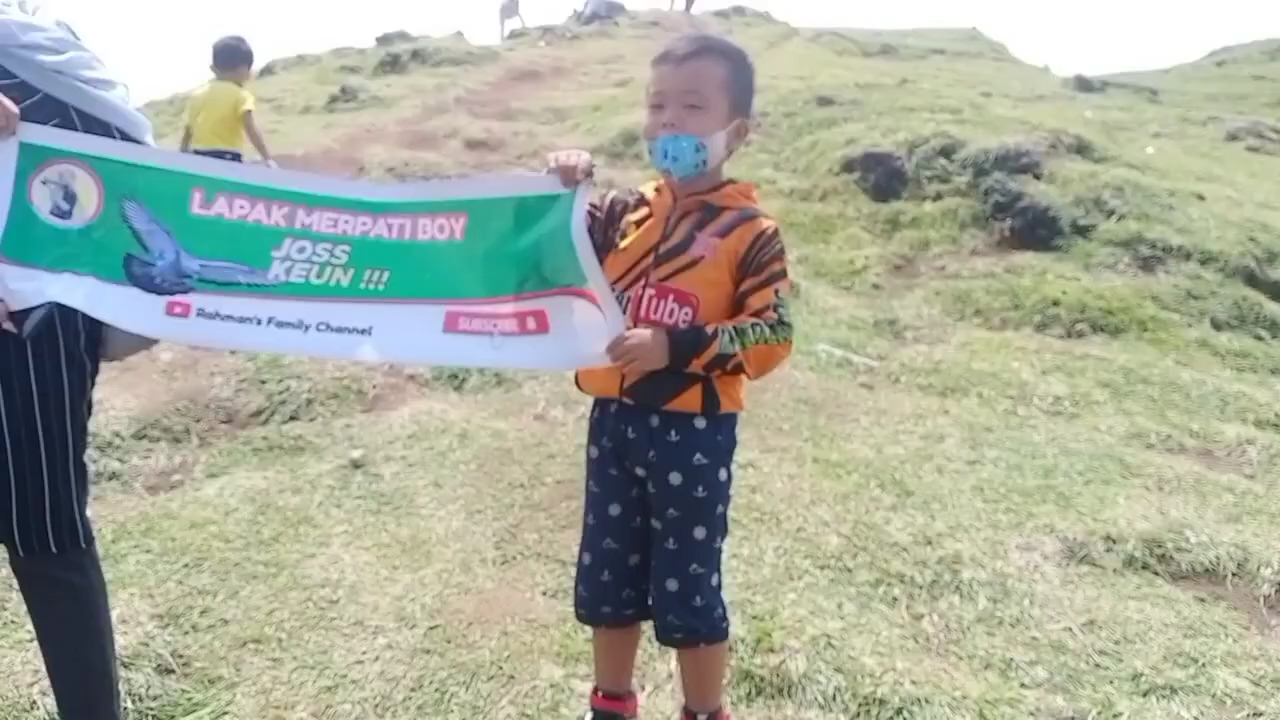 LAPAK MERPATI BOY
JOSS
KEUN !!!
Rahman's Family Channel
SUBSCRIBE
Tube